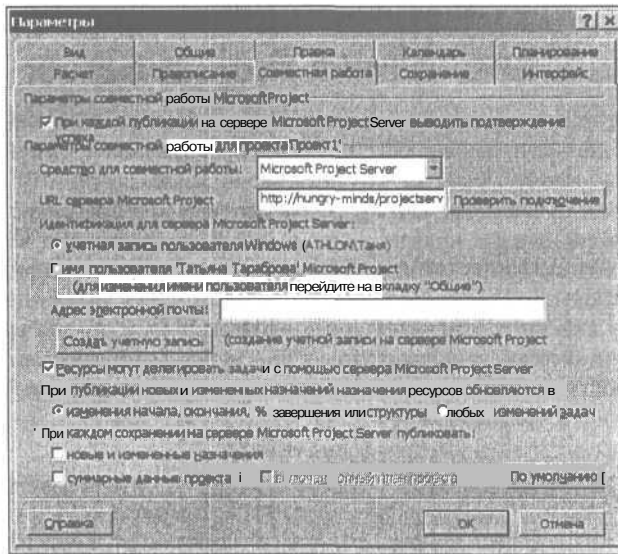 Параметры
Вид Общие Правка Календарь Планирование
Расчет Правописание Совместная работа Сохранение Интерфейс
Параметры совместной работы Microsoft Project
При каждой публикации на сервере Microsoft Project Server выводить подтверждение
успеха
Параметры совместной работы для проекта 'Проект1'
Средство для совместной работы: Microsoft Project Server
URL сервера Microsoft Project http://hungry-minds/projectserv Проверить подключение
Идентификация для сервера Microsoft Project Server:
учетная запись пользователя Windows (ATHLON\Таня)
имя пользователя 'Татьяна Тараброва' Microsoft Project
(для изменения имени пользователя перейдите на вкладку "Общие")
Адрес электронной почты:
Создать учетную запись (создание учетной записи на сервере Microsoft Project
Ресурсы могут делегировать задачи с помощью сервера Microsoft Project Server
При публикации новых и измененных назначений назначения ресурсов обновляются в
изменения начала, окончания, % завершения или структуры любых изменений задач
При каждом сохранении на сервере Microsoft Project Server публиковать:
новые и измененные назначения
суммарные данные проекта По умолчанию
Справка ОК Отмена